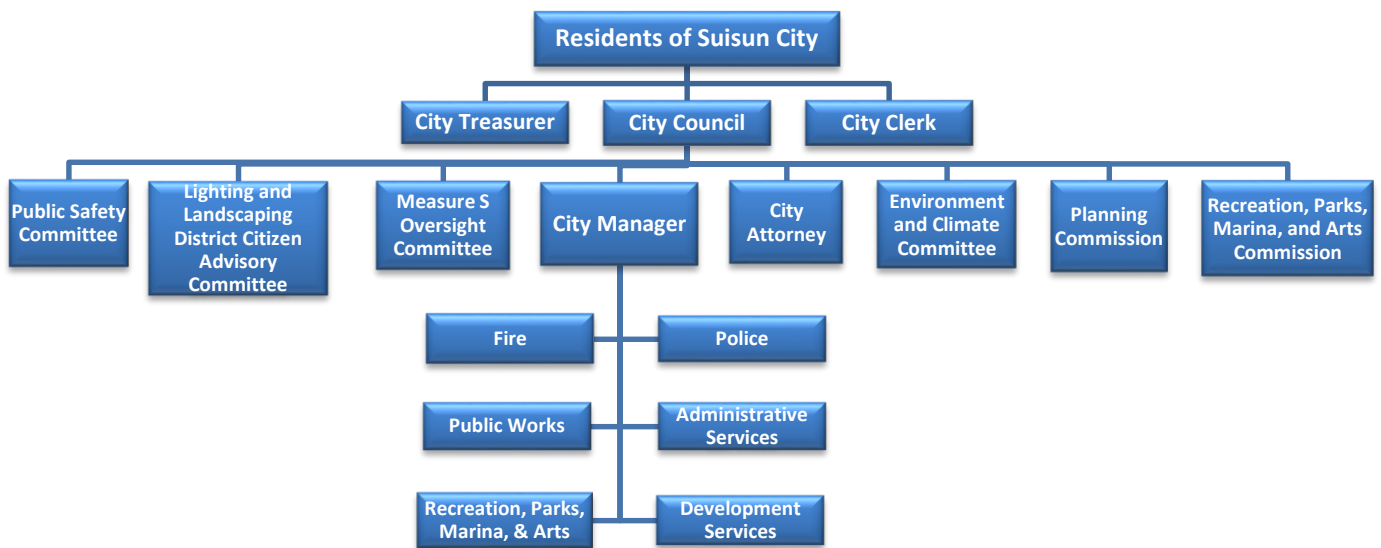 Residents of Suisun City
City Treasurer
City Council
City Clerk
Public Safety
Committee
Lighting and
Landscaping
District Citizen
Advisory
Committee
Measure S
Oversight
Committee
City Manager
City
Attorney
Environment
and Climate
Committee
Planning
Commission
Recreation, Parks,
Marina, and Arts
Commission
Fire
Police
Public Works
Administrative
Services
Recreation, Parks,
Marina, & Arts
Development
Services